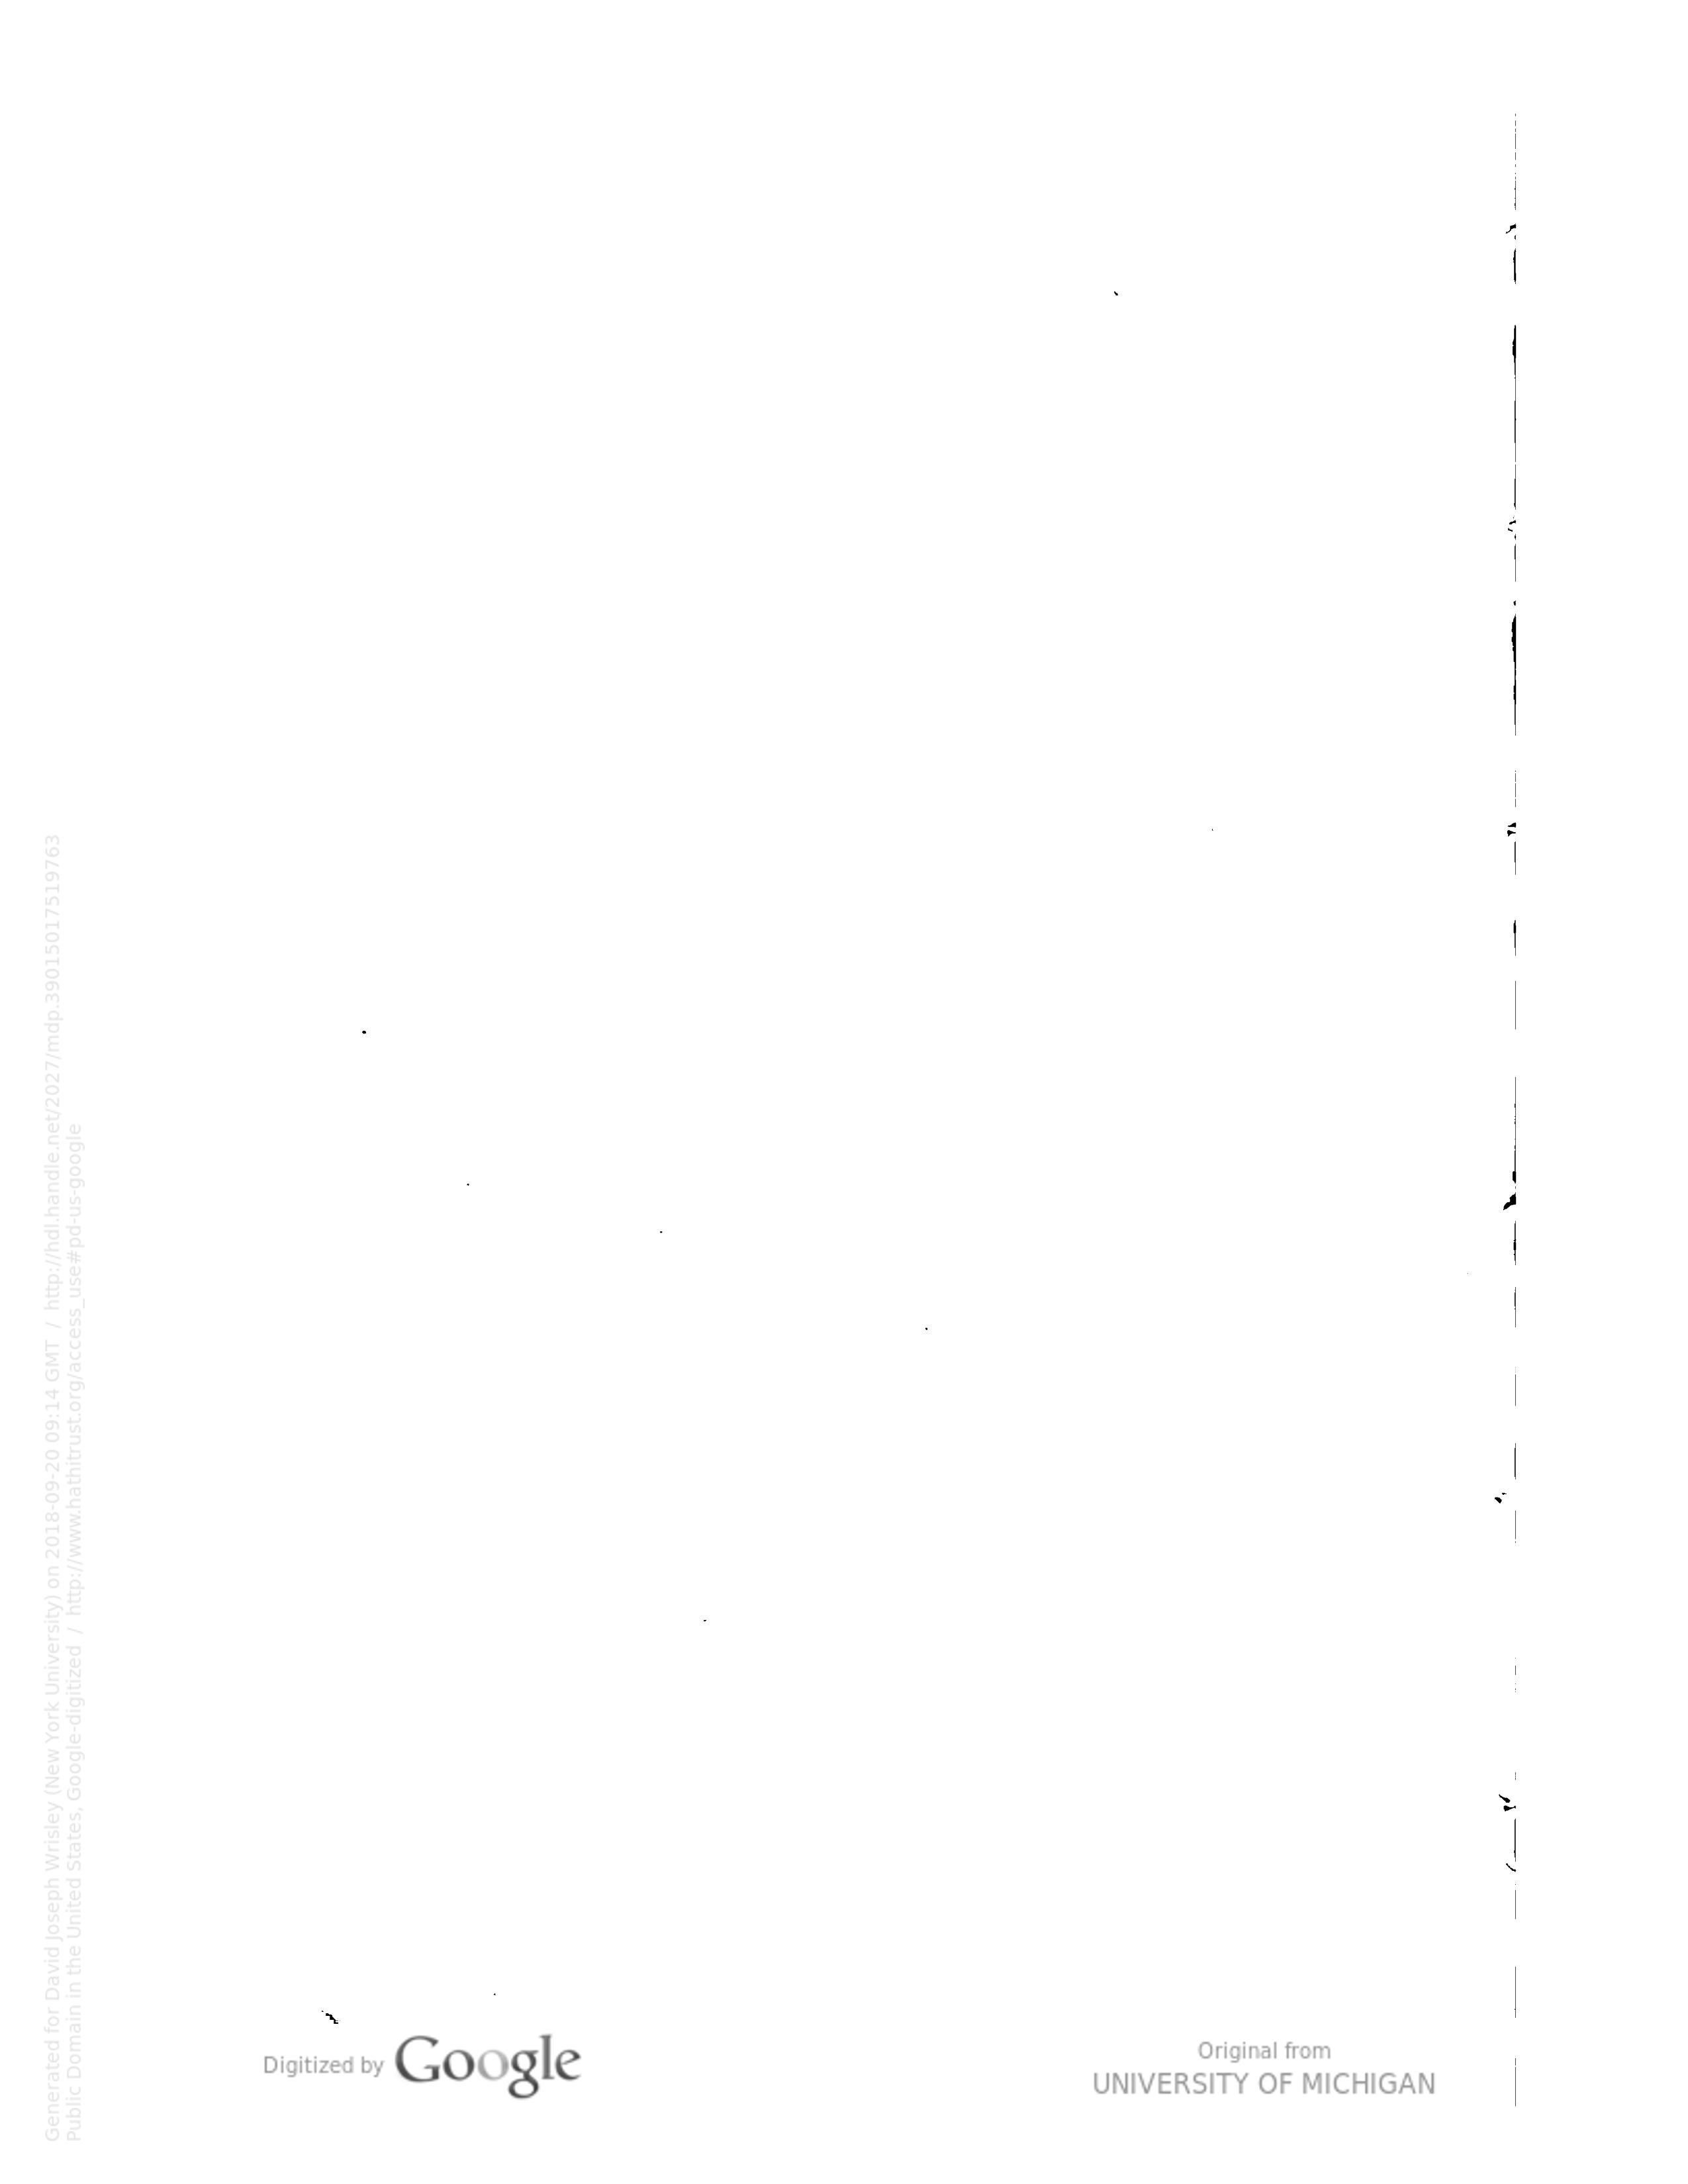 Generated for David Joseph Wrisley (New York University) on 2018-09-20 09:14 GMT / http://hdl.handle.net/2027/mdp.39015017519763
Public Domain in the United States, Google-digitized / http://www.hathitrust.org/access_use#pd-us-google
Digitized by Google
Original from
UNIVERSITY OF MICHIGAN